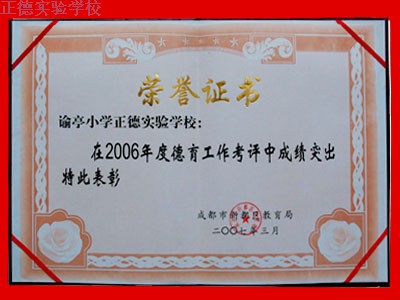 正德实验学校
荣誉证书
谕亭小学正德实验学校：
在2006年度德育工作考评中成绩突出
特此表彰
成都市新都区教育局
二〇〇七年三月